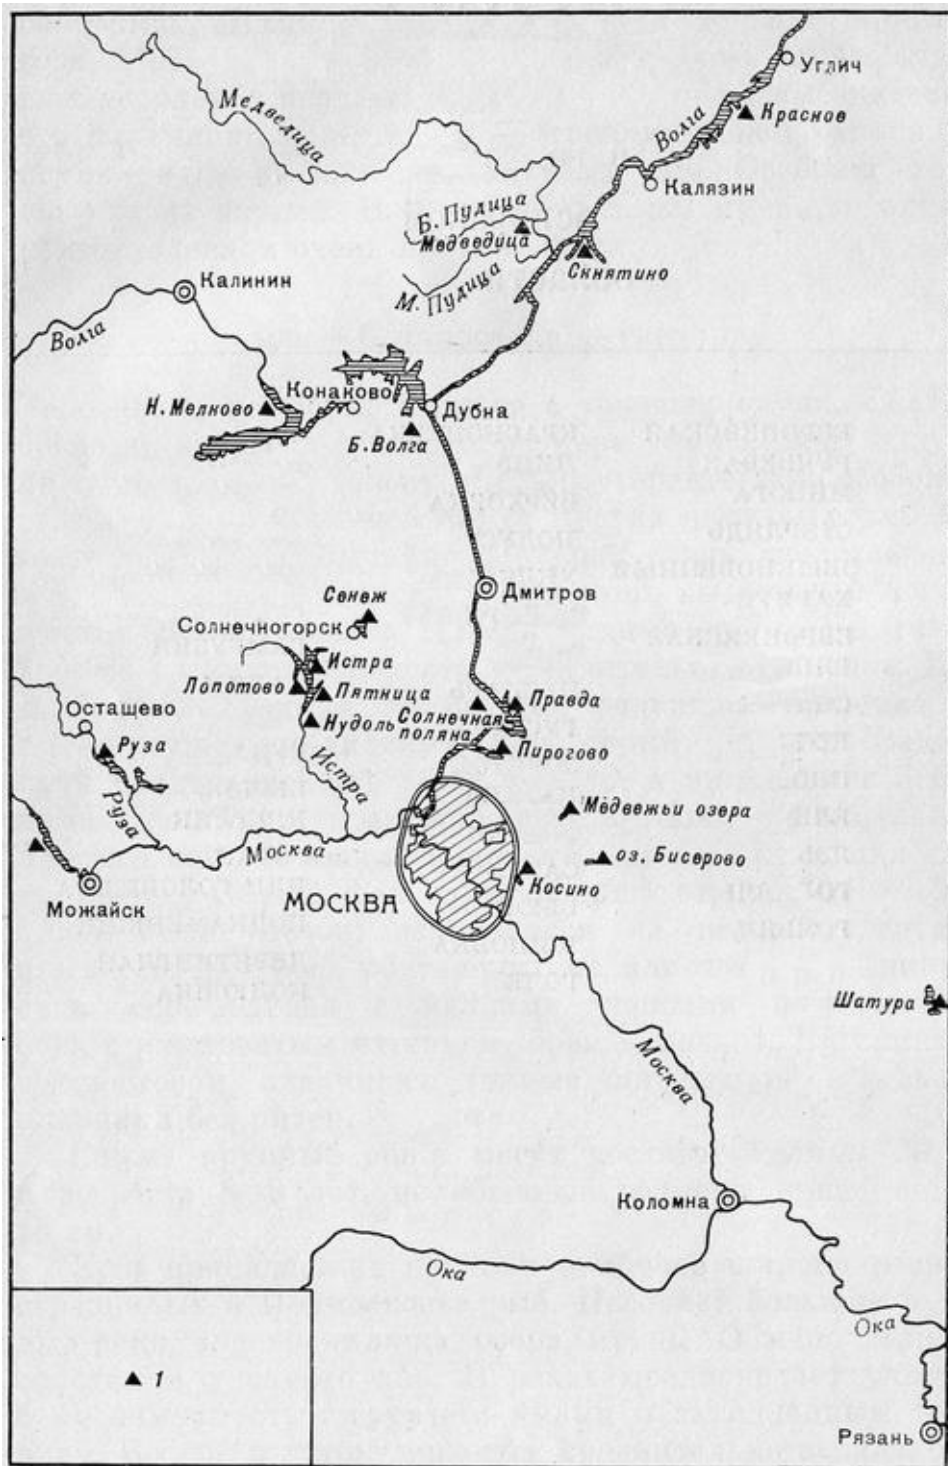 Углич
Медведица
Волга
Красное
Калязин
Б. Пудица
Медведица
М. Пудица
Скнятино
Калинин
Волга
Конаково
Н. Мелково
Дубна
Б. Волга
Дмитров
Сенеж
Солнечногорск
Истра
Лопотово
Пятница
Правда
Остащево
Нудоль
Солнечная
поляна
Руза
Пирогово
Истра
Руза
Медвежьи озера
Москва
оз. Бисерово
Косино
Можайск
МОСКВА
Шатура
Москва
Коломна
Ока
Ока
1
Рязань